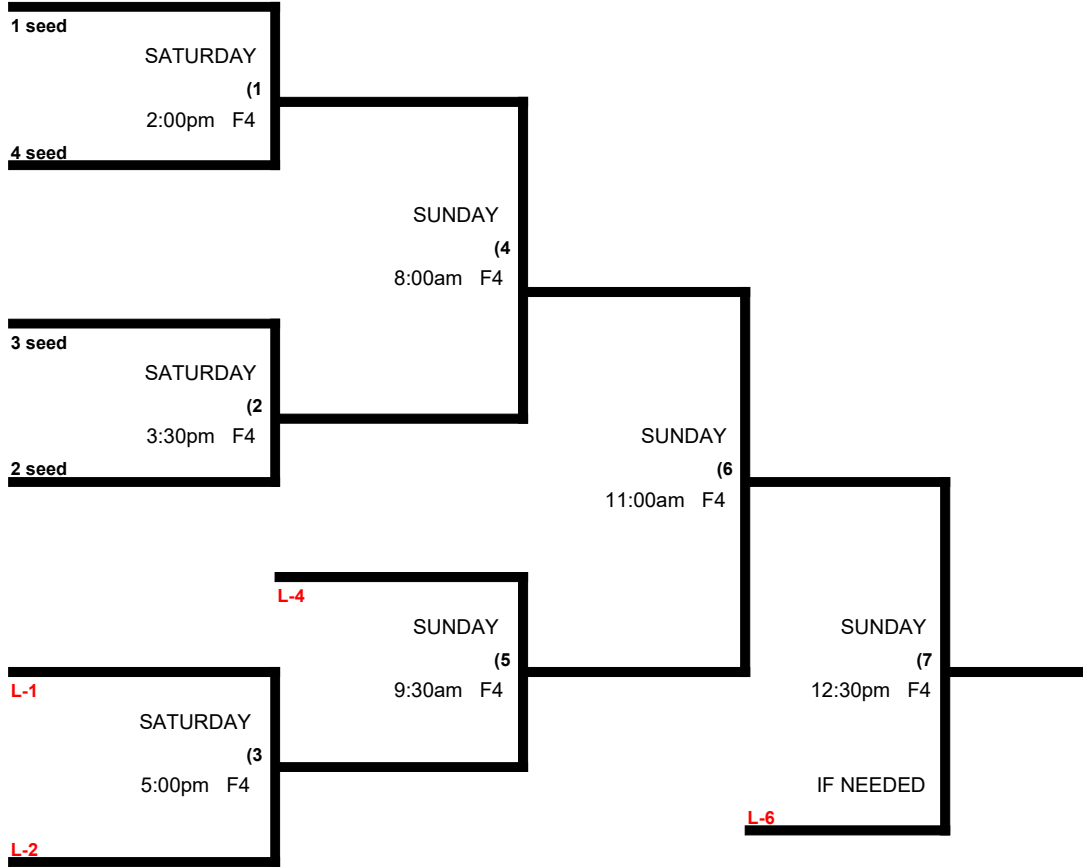 1 seed
SATURDAY
(1
2:00pm F4
4 seed
SUNDAY
(4
8:00am F4
3 seed
SATURDAY
(2
3:30pm F4
2 seed
SUNDAY
(6
11:00am F4
L-4
SUNDAY
(5
9:30am F4
SUNDAY
(7
12:30pm F4
L-1
SATURDAY
(3
5:00pm F4
IF NEEDED
L-6
L-2